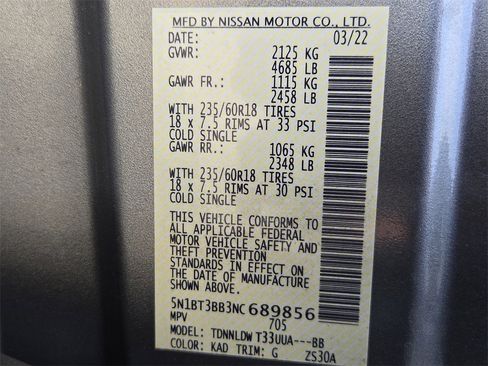 MFD BY NISSAN MOTOR CO., LTD.
DATE: 03/22
GVWR: 2125 KG
4685 LB
GAWR FR.: 1115 KG
2458 LB
WITH 235/60R18 TIRES
18 x 7.5 RIMS AT 33 PSI
COLD SINGLE
GAWR RR.: 1065 KG
2348 LB
WITH 235/60R18 TIRES
18 x 7.5 RIMS AT 30 PSI
COLD SINGLE
THIS VEHICLE CONFORMS TO
ALL APPLICABLE FEDERAL
MOTOR VEHICLE SAFETY AND
THEFT PREVENTION
STANDARDS IN EFFECT ON
THE DATE OF MANUFACTURE
SHOWN ABOVE.
5N1BT3BB3NC689856
MPV 705
MODEL: TDNNLDW T33UUA---BB
COLOR: KAD TRIM: G ZS30A